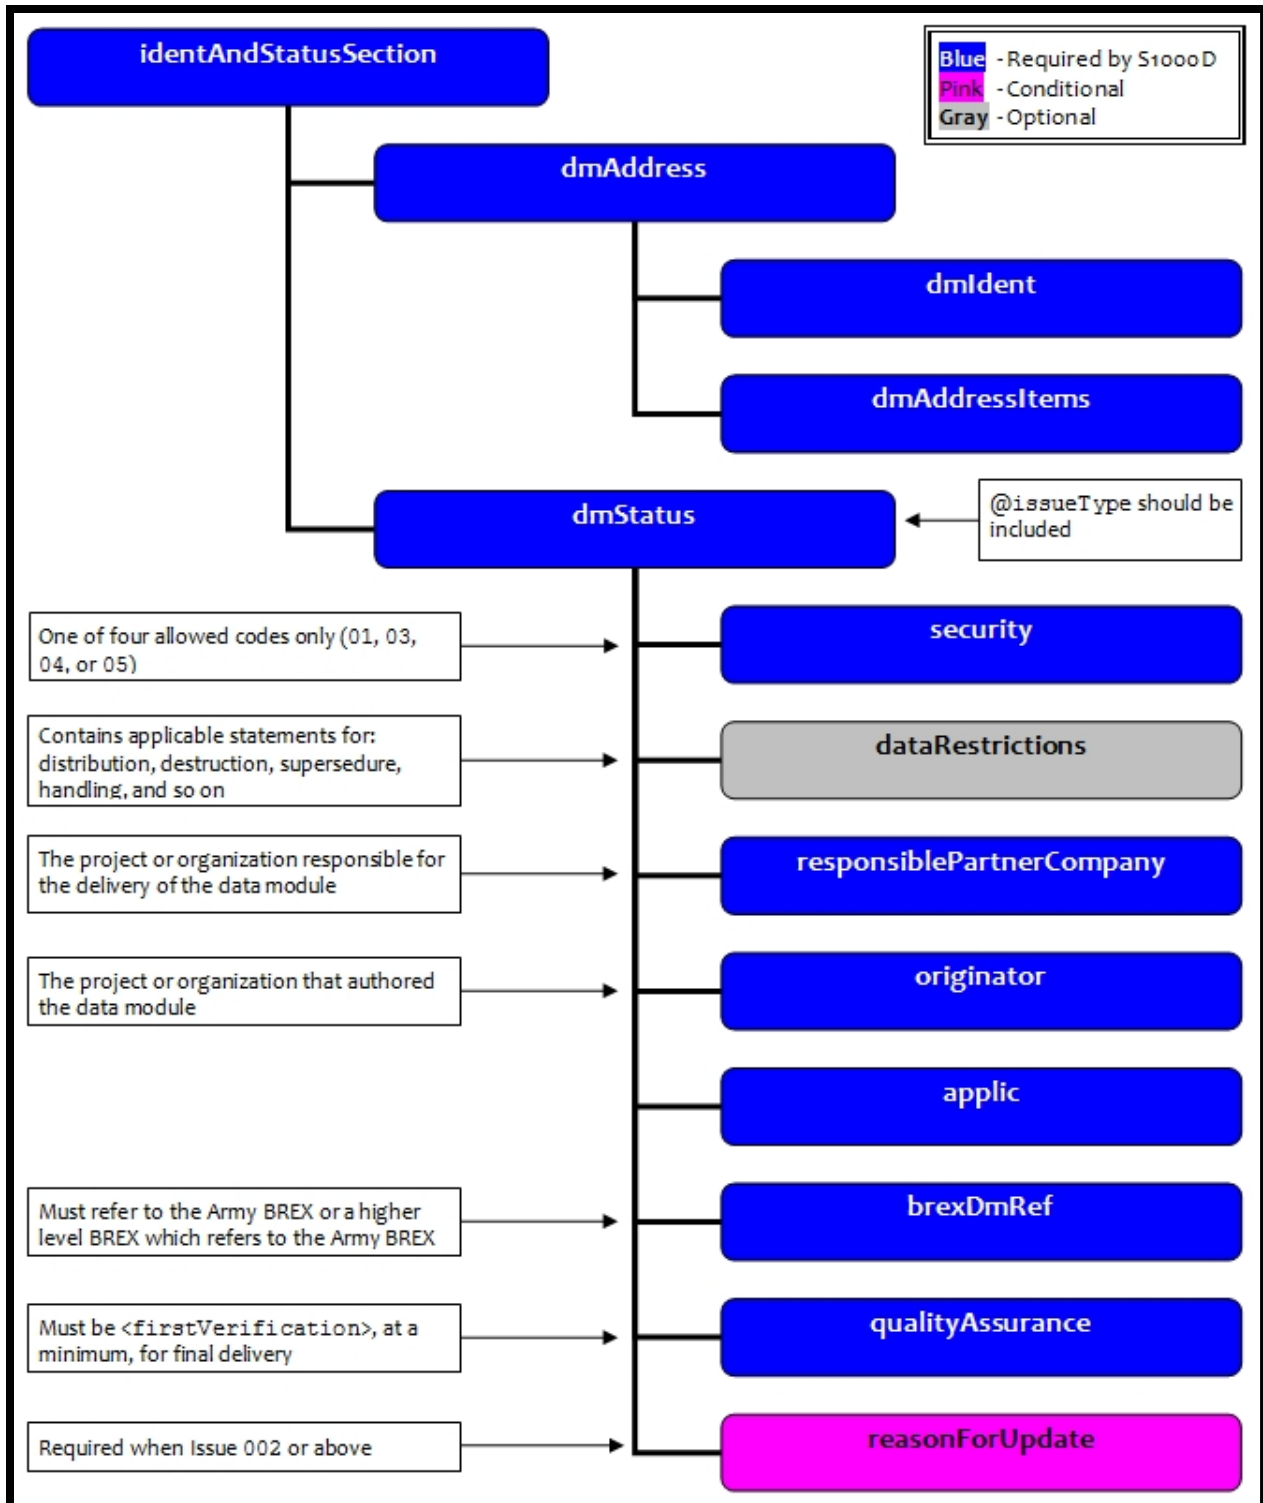 identAndStatusSection
Blue - Required by S1000D
Pink - Conditional
Gray - Optional
dmAddress
dmIdent
dmAddressItems
dmStatus
@issueType should be
included
One of four allowed codes only (01, 03,
04, or 05)
security
Contains applicable statements for:
distribution, destruction, supersedure,
handling, and so on
dataRestrictions
The project or organization responsible for
the delivery of the data module
responsiblePartnerCompany
The project or organization that authored
the data module
originator
applic
Must refer to the Army BREX or a higher
level BREX which refers to the Army BREX
brexDmRef
Must be <firstVerification>, at a
minimum, for final delivery
qualityAssurance
Required when Issue 002 or above
reasonForUpdate